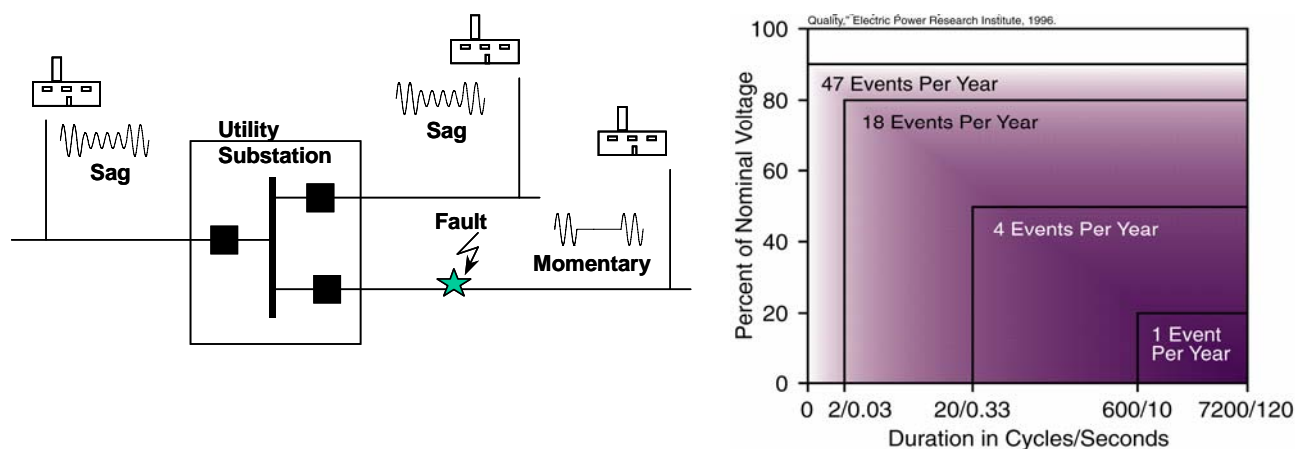 Sag
Utility
Substation
Sag
Fault
Momentary
Quality," Electric Power Research Institute, 1996.
Percent of Nominal Voltage
100
80
60
40
20
0
47 Events Per Year
18 Events Per Year
4 Events Per Year
1 Event
Per Year
0
2/0.03
20/0.33
600/10
7200/120
Duration in Cycles/Seconds